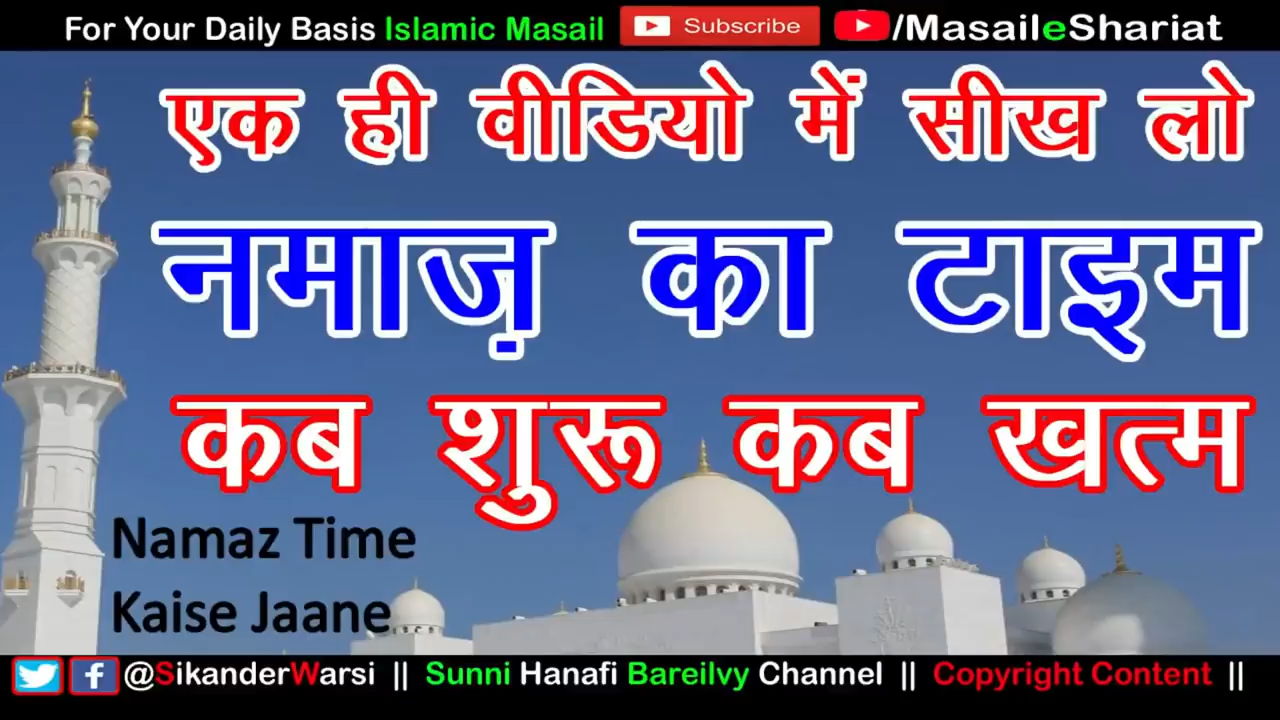 For Your Daily Basis Islamic Masail Subscribe /MasaileShariat
एक ही वीडियो में सीख लो
नमाज़ का टाइम
कब शुरू कब खत्म
Namaz Time
Kaise Jaane
@SikanderWarsi || Sunni Hanafi Bareilvy Channel || Copyright Content ||